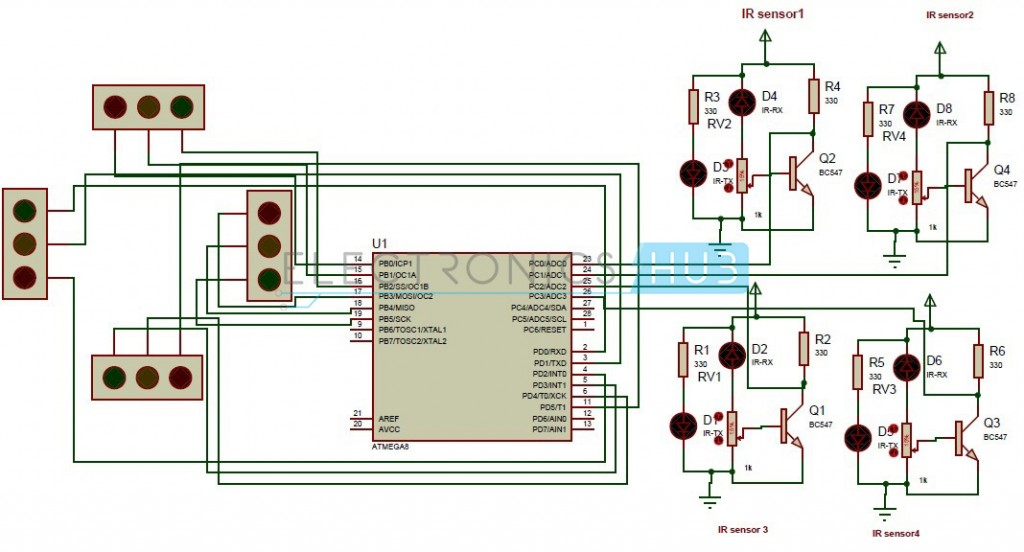 IR sensor1
IR sensor2
R3
330
RV2
D4
IR-RX
R4
330
D3
IR-TX
Q2
BC547
1k
R7
330
RV4
D8
IR-RX
R8
330
IR-TX
Q4
BC547
1k
U1
14 PB0/ICP1 PC0/ADC0 23
15 PB1/OC1A PC1/ADC1 24
16 PB2/SS/OC1B PC2/ADC2 25
17 PB3/MOSI/OC2 PC3/ADC3 26
18 PB4/MISO PC4/ADC4/SDA 27
19 PB5/SCK PC5/ADC5/SCL 28
9 PB6/TOSC1/XTAL1 PC6/RESET 1
10 PB7/TOSC2/XTAL2
PD0/RXD 2
PD1/TXD 3
PD2/INT0 4
PD3/INT1 5
PD4/T0/XCK 6
PD5/T1 11
21 AREF PD6/AIN0 12
20 AVCC PD7/AIN1 13
ATMEGA8
ELECTRONICS HUB
R1
330
RV1
D2
IR-RX
R2
330
D1
IR-TX
Q1
BC547
1k
R5
330
RV3
D6
IR-RX
R6
330
D5
IR-TX
Q3
BC547
1k
IR sensor 3
IR sensor4